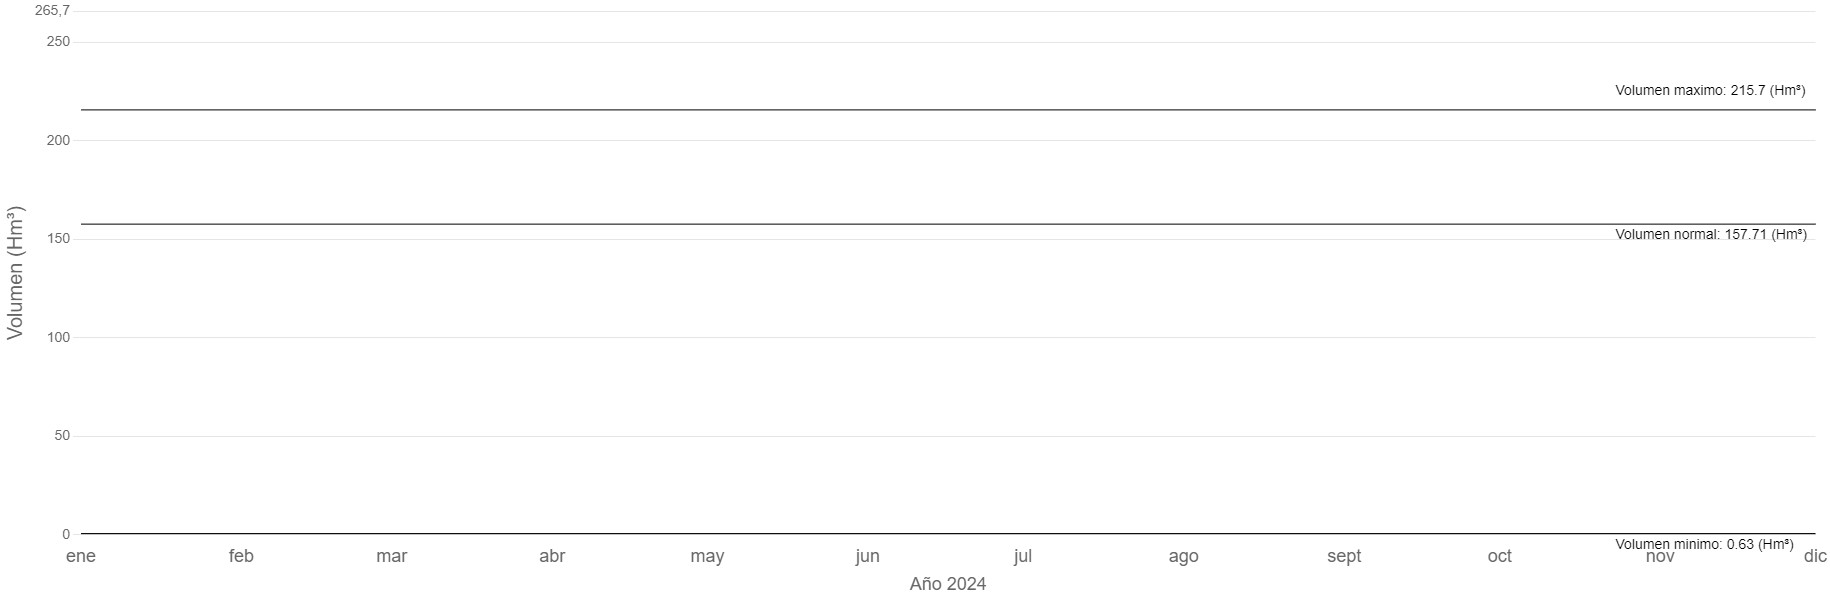 265,7
250
Volumen maximo: 215.7 (Hm³)
200
Volumen (Hm³)
150
Volumen normal: 157.71 (Hm³)
100
50
0
Volumen minimo: 0.63 (Hm³)
ene feb mar abr may jun jul ago sept oct nov dic
Año 2024